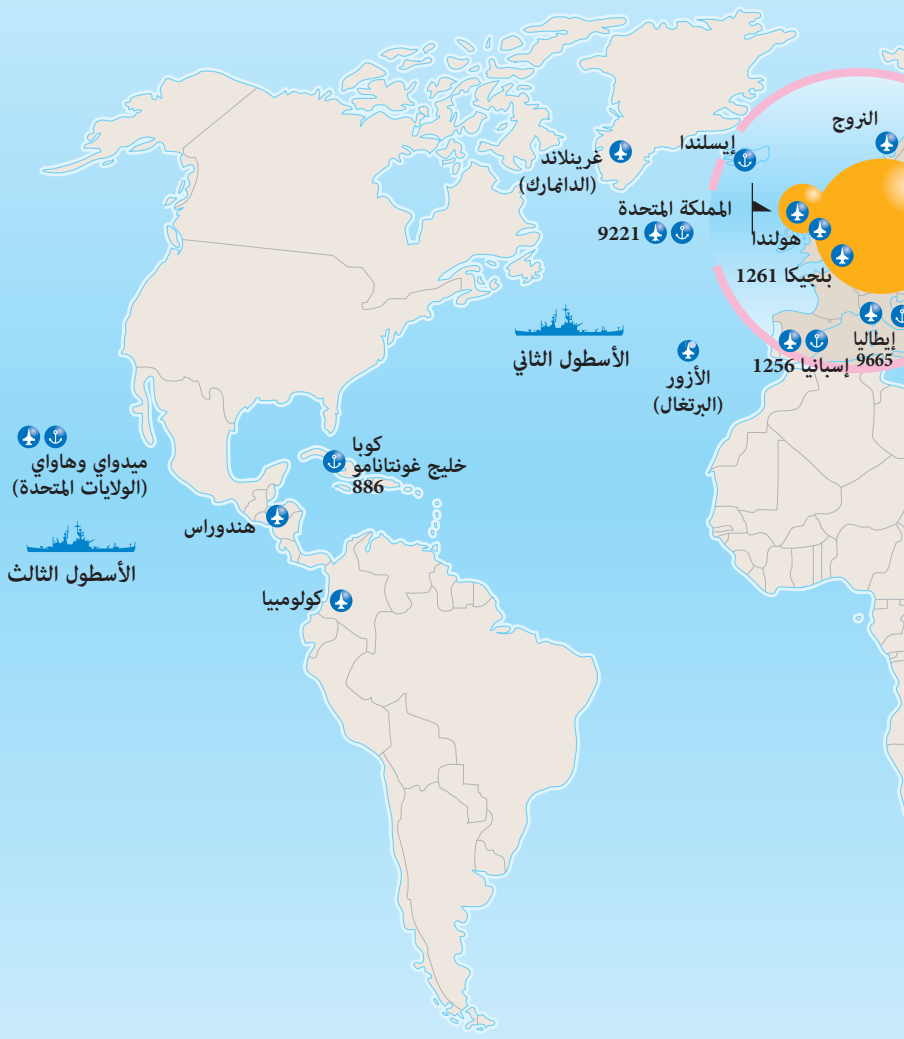 النروج
إيسلندا
غرينلاند
(الدانمارك)
المملكة المتحدة
9221
هولندا
بلجيكا 1261
إيطاليا
9665
إسبانيا 1256
الأسطول الثاني
الأزور
(البرتغال)
كوبا
خليج غونتانامو
886
ميدواي وهاواي
(الولايات المتحدة)
هندوراس
الأسطول الثالث
كولومبيا